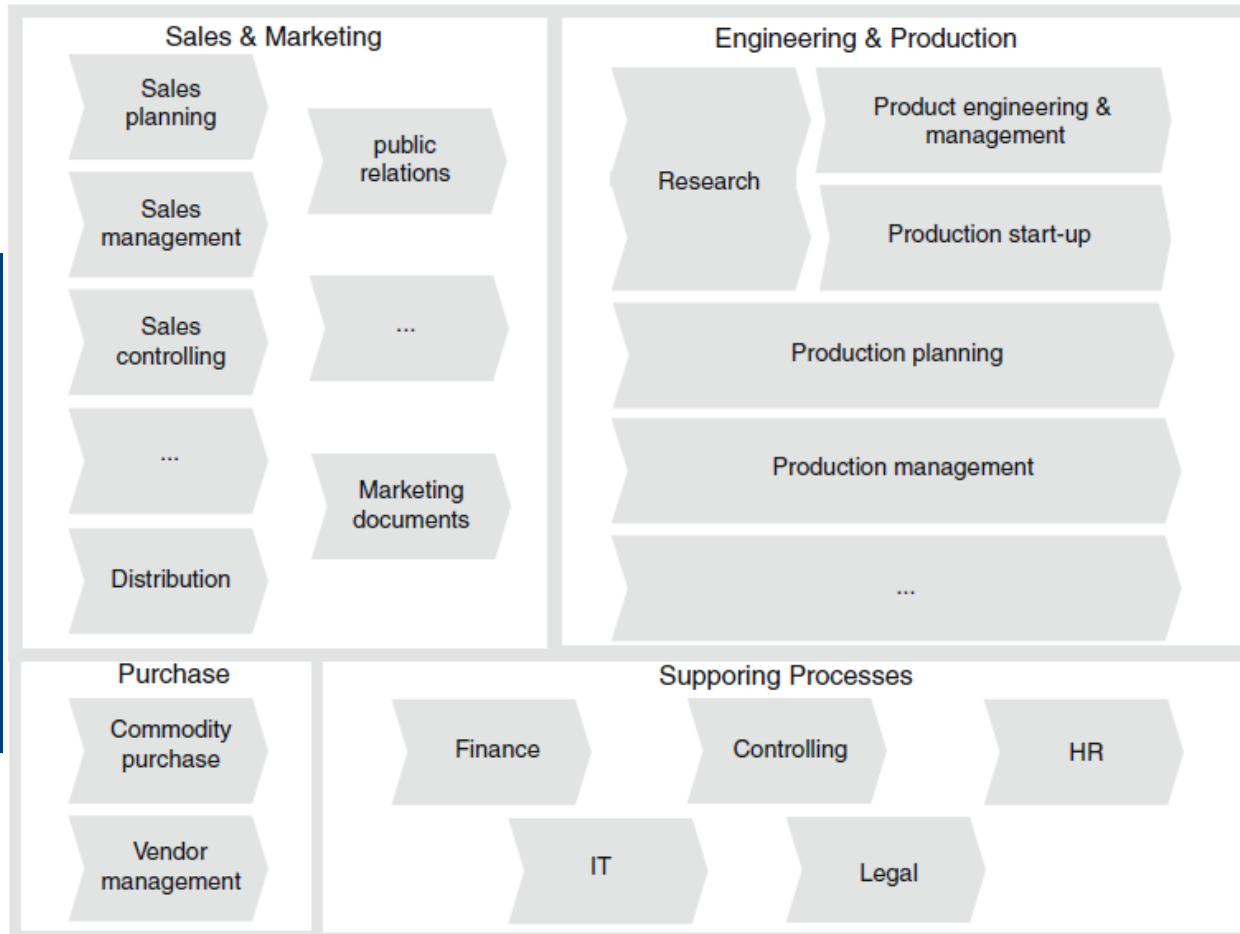 Sales & Marketing
Sales
planning
Sales
management
Sales
controlling
...
Distribution
public
relations
...
Marketing
documents
Engineering & Production
Research
Product engineering &
management
Production start-up
Production planning
Production management
...
Purchase
Commodity
purchase
Vendor
management
Supporing Processes
Finance
Controlling
HR
IT
Legal